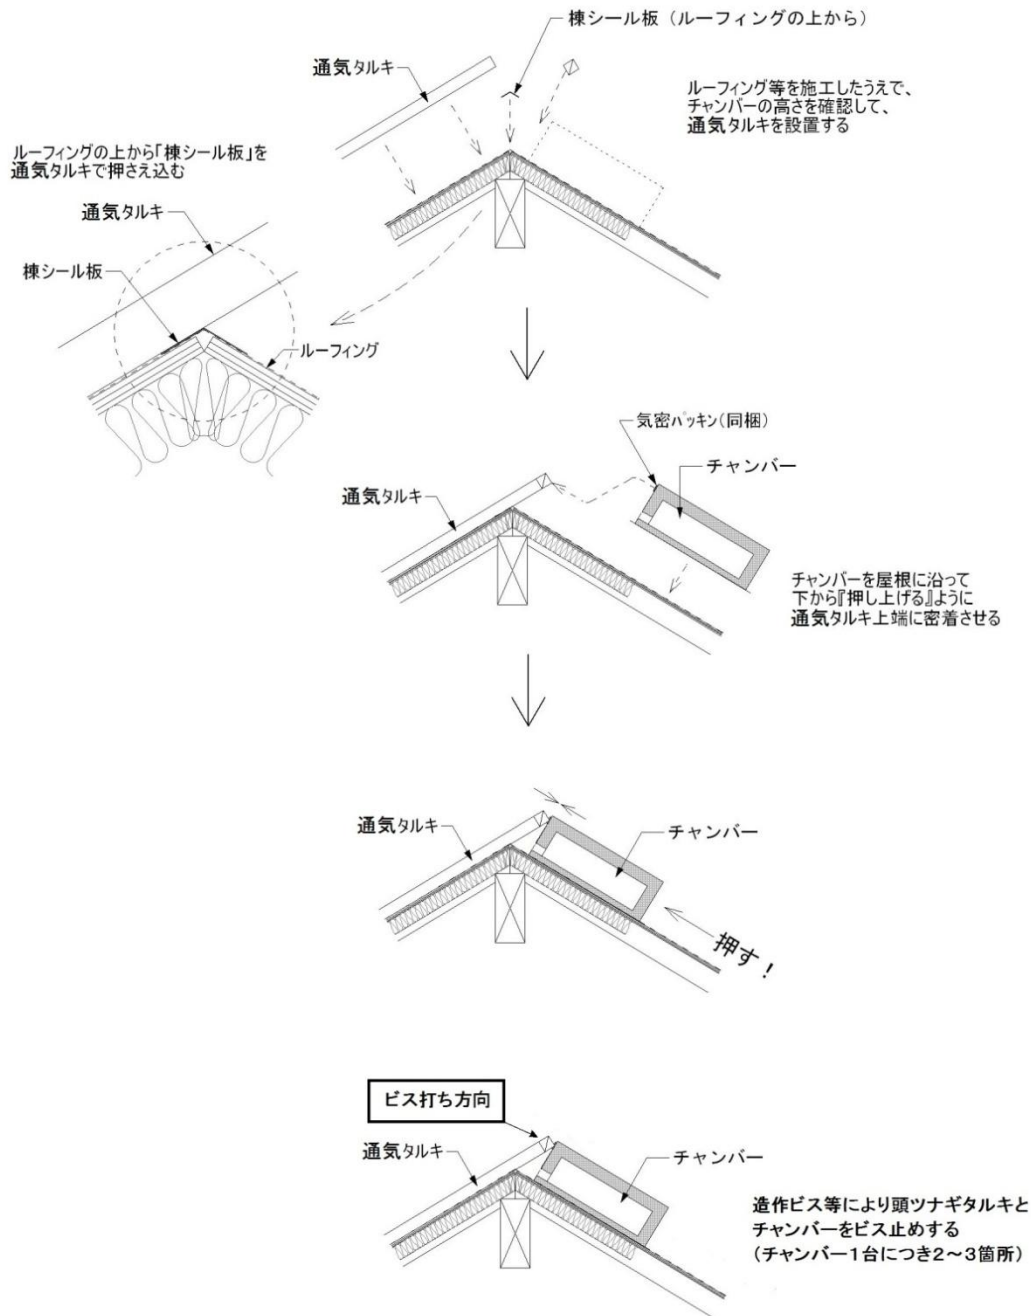 棟シール板（ルーフィングの上から）
通気タルキ
ルーフィング等を施工したうえで、
チャンバーの高さを確認して、
通気タルキを設置する
ルーフィングの上から「棟シール板」を
通気タルキで押さえ込む
通気タルキ
棟シール板
ルーフィング
気密パッキン(同梱)
チャンバー
通気タルキ
チャンバーを屋根に沿って
下から『押し上げる』ように
通気タルキ上端に密着させる
通気タルキ
チャンバー
押す！
ビス打ち方向
通気タルキ
チャンバー
造作ビス等により頭ツナギタルキと
チャンバーをビス止めする
（チャンバー１台につき２～３箇所）